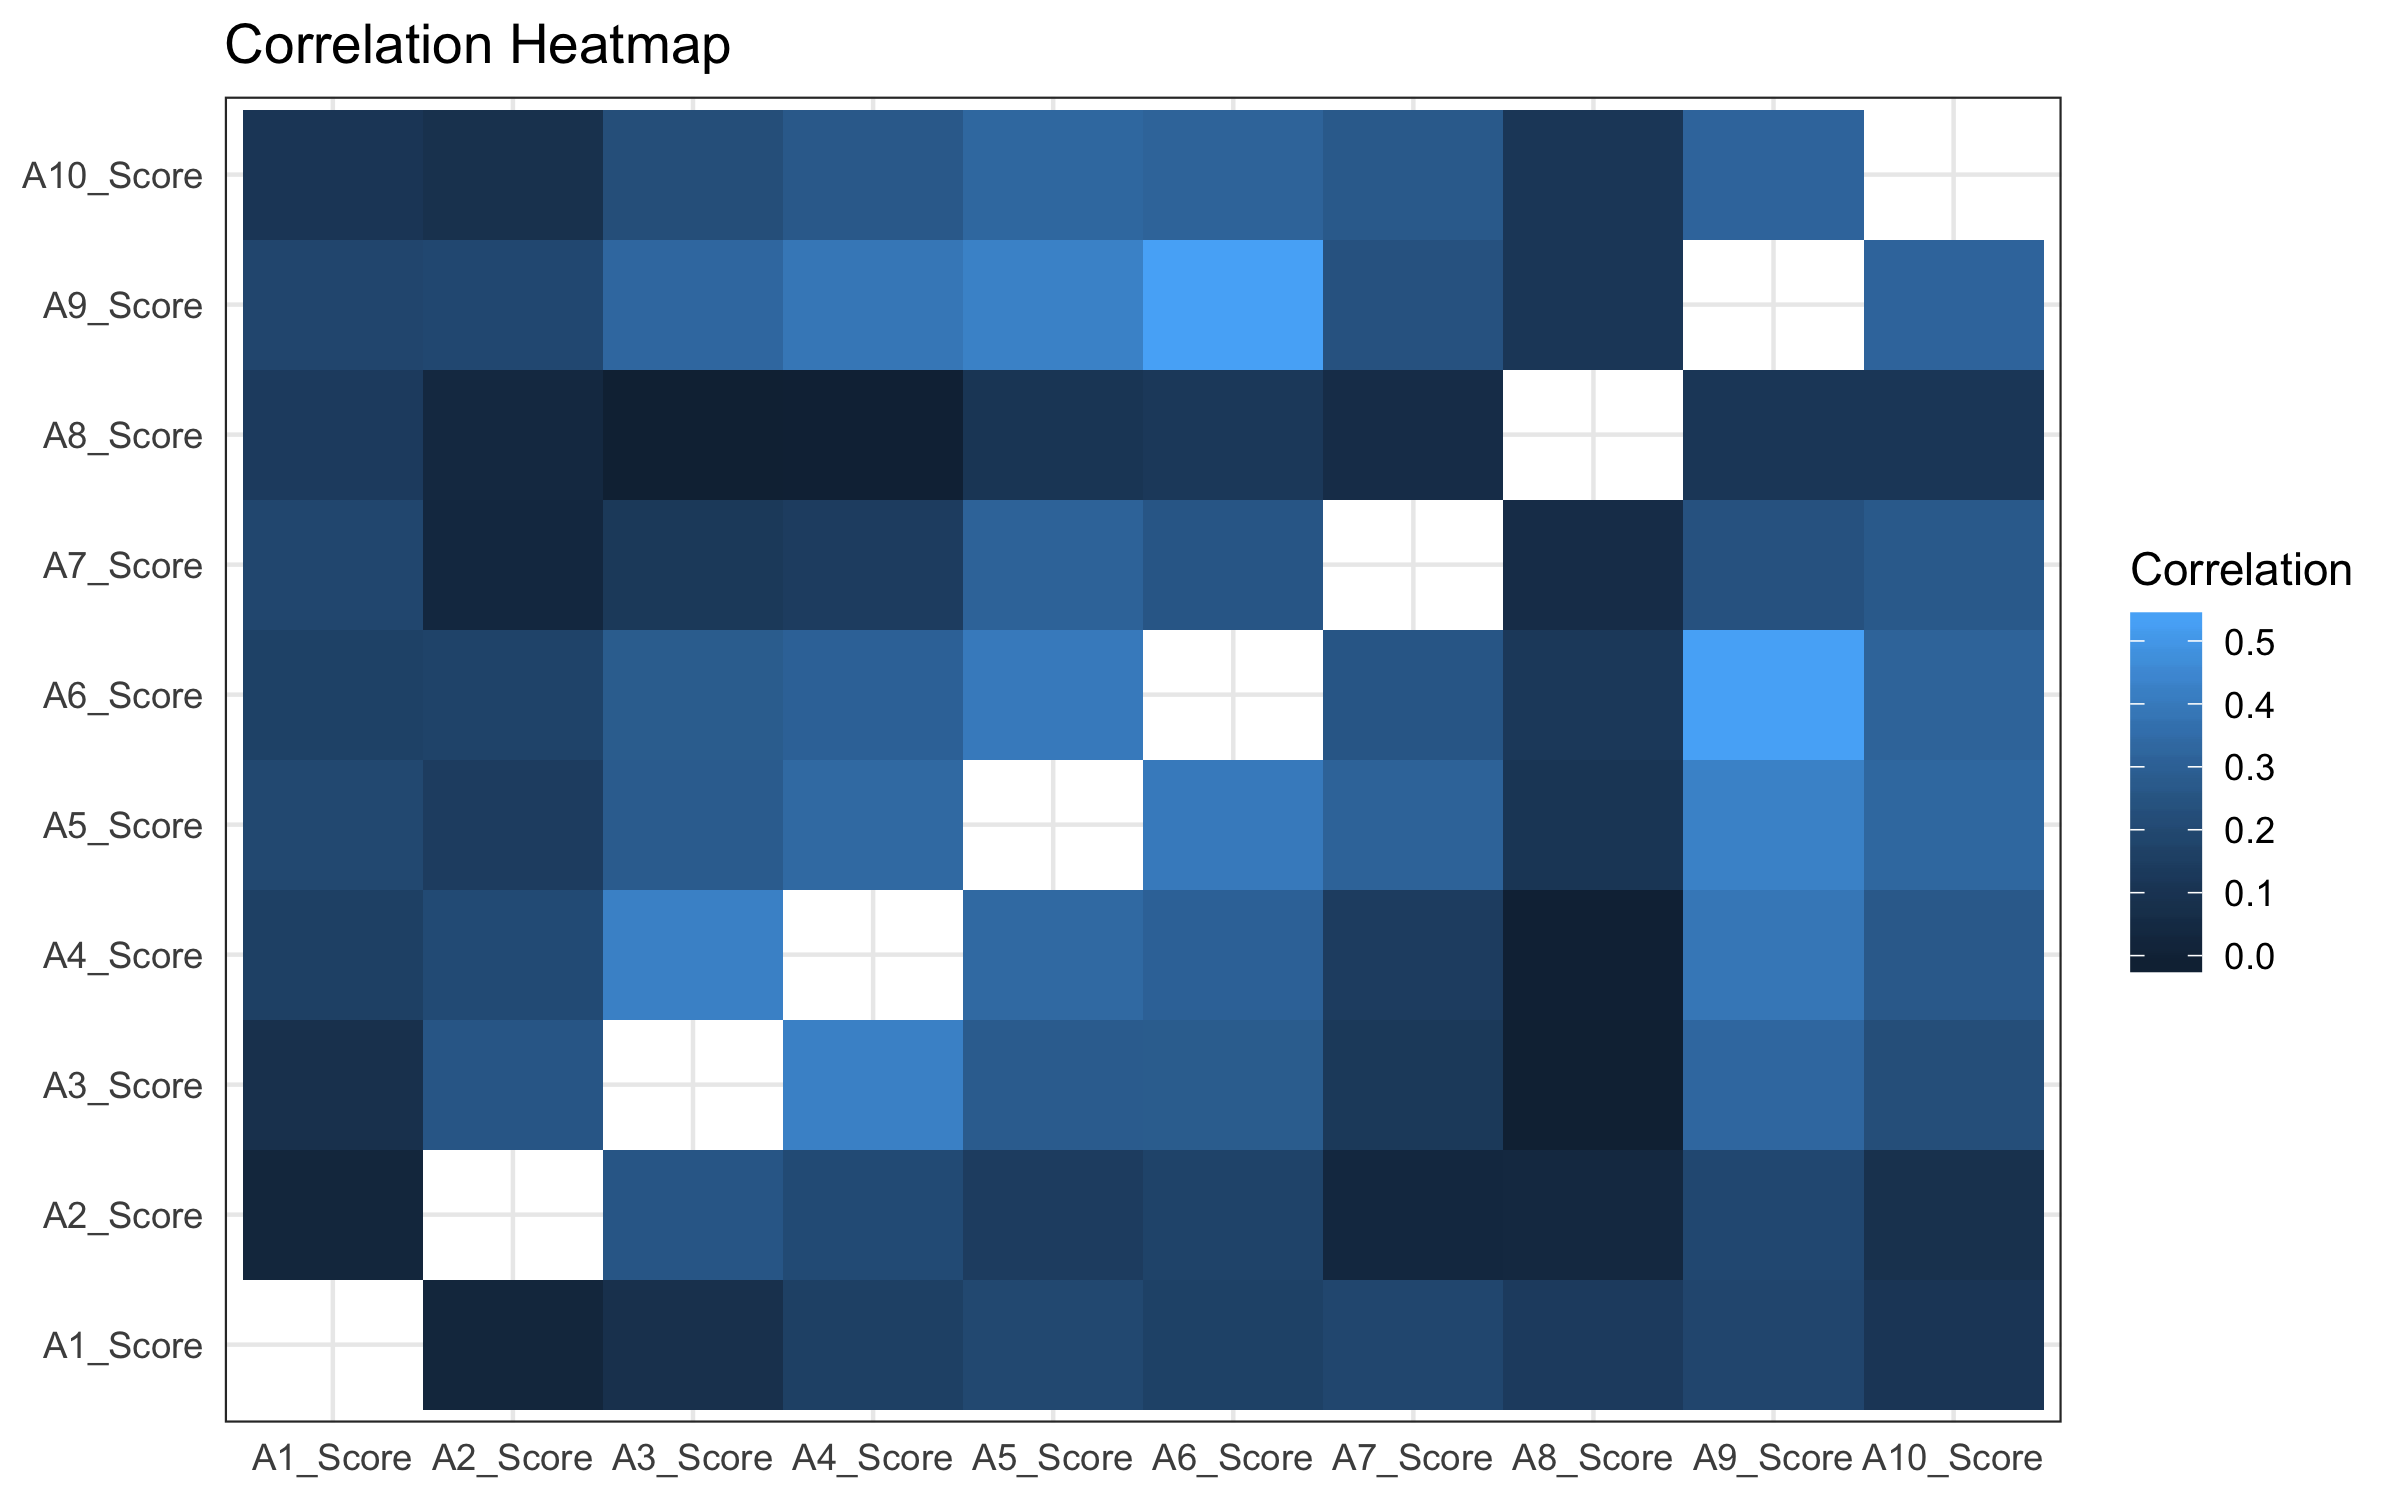 Correlation Heatmap
A10_Score
A9_Score
A8_Score
A7_Score
A6_Score
A5_Score
A4_Score
A3_Score
A2_Score
A1_Score
A1_Score A2_Score A3_Score A4_Score A5_Score A6_Score A7_Score A8_Score A9_Score A10_Score
Correlation
0.5
0.4
0.3
0.2
0.1
0.0